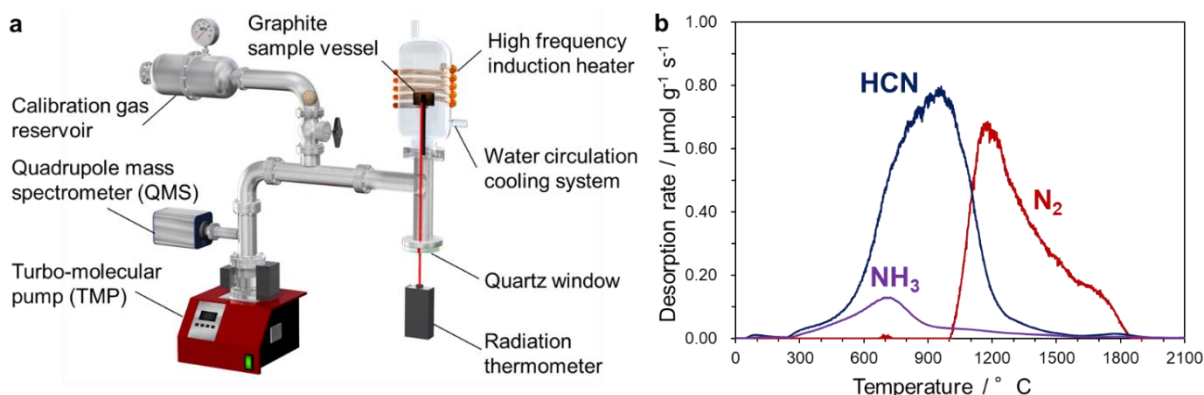 a
Graphite
sample vessel
High frequency
induction heater
Calibration gas
reservoir
Quadrupole mass
spectrometer (QMS)
Water circulation
cooling system
Turbo-molecular
pump (TMP)
Quartz window
Radiation
thermometer
b
Desorption rate / µmol g⁻¹ s⁻¹
1.00
0.80
0.60
0.40
0.20
0.00
HCN
N₂
NH₃
0 300 600 900 1200 1500 1800 2100
Temperature / ° C